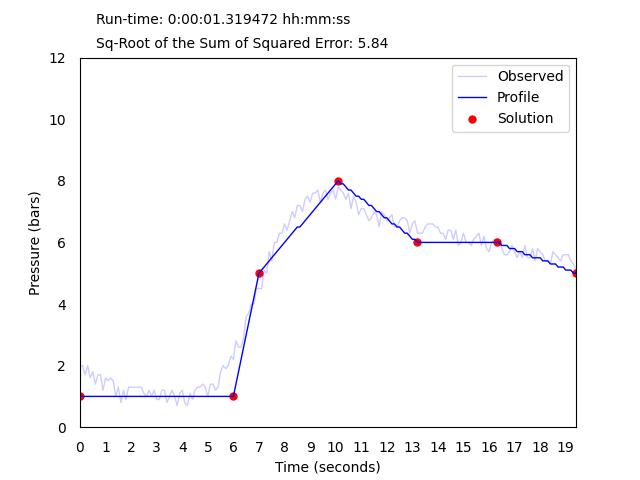 Run-time: 0:00:01.319472 hh:mm:ss
Sq-Root of the Sum of Squared Error: 5.84
12
10
8
6
4
2
0
Pressure (bars)
Observed
Profile
Solution
0 1 2 3 4 5 6 7 8 9 10 11 12 13 14 15 16 17 18 19
Time (seconds)